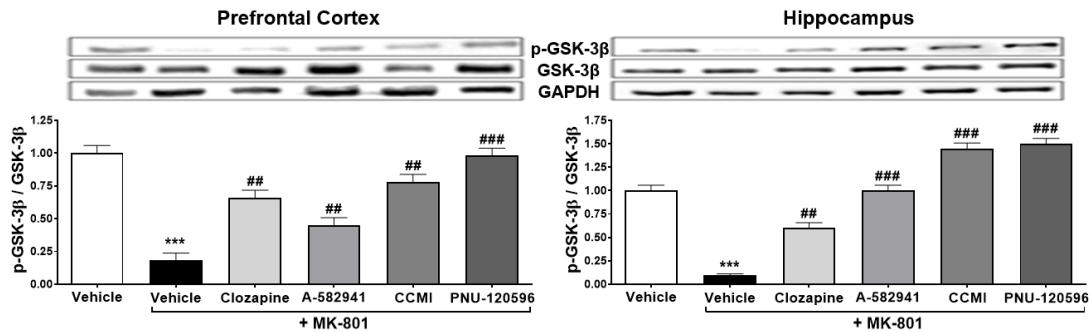 Prefrontal Cortex
Hippocampus
p-GSK-3β
GSK-3β
GAPDH
p-GSK-3β / GSK-3β
1.25
1.00
0.75
0.50
0.25
0.00
***
##
##
##
###
Vehicle Vehicle Clozapine A-582941 CCMI PNU-120596
+ MK-801
p-GSK-3β / GSK-3β
1.75
1.50
1.25
1.00
0.75
0.50
0.25
0.00
***
##
###
###
###
Vehicle Vehicle Clozapine A-582941 CCMI PNU-120596
+ MK-801